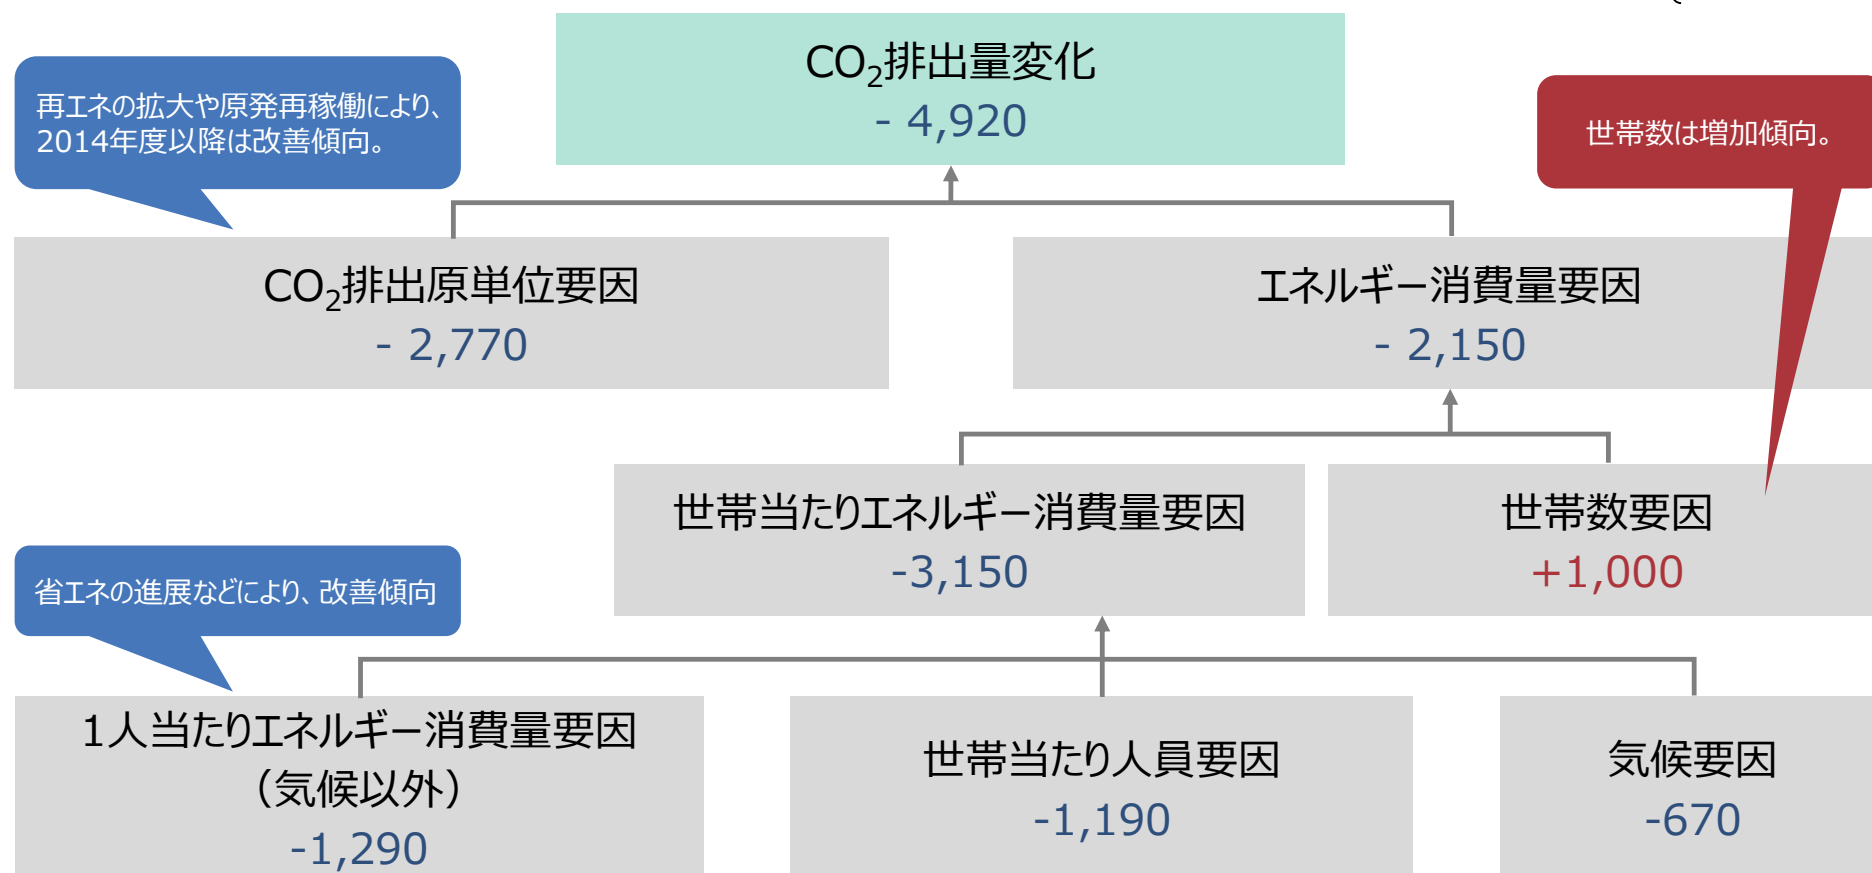 CO₂排出量変化
- 4,920
再エネの拡大や原発再稼働により、
2014年度以降は改善傾向。
世帯数は増加傾向。
CO₂排出原単位要因
- 2,770
エネルギー消費量要因
- 2,150
世帯当たりエネルギー消費量要因
-3,150
世帯数要因
+1,000
省エネの進展などにより、改善傾向
1人当たりエネルギー消費量要因
（気候以外）
-1,290
世帯当たり人員要因
-1,190
気候要因
-670